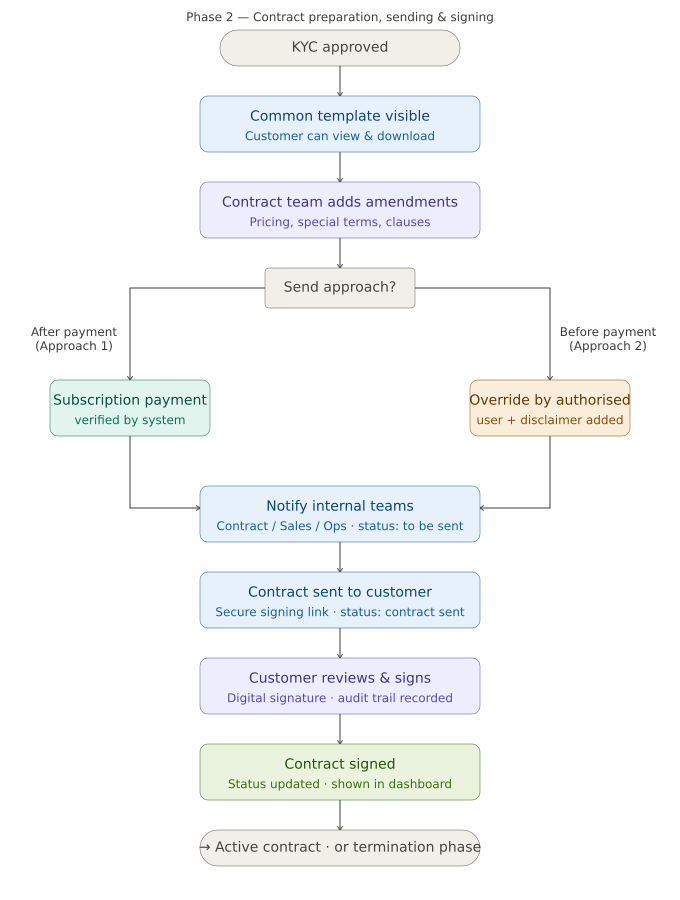 Phase 2 — Contract preparation, sending & signing
KYC approved
Common template visible
Customer can view & download
Contract team adds amendments
Pricing, special terms, clauses
Send approach?
After payment
(Approach 1)
Before payment
(Approach 2)
Subscription payment
verified by system
Override by authorised
user + disclaimer added
Notify internal teams
Contract / Sales / Ops · status: to be sent
Contract sent to customer
Secure signing link · status: contract sent
Customer reviews & signs
Digital signature · audit trail recorded
Contract signed
Status updated · shown in dashboard
→ Active contract · or termination phase